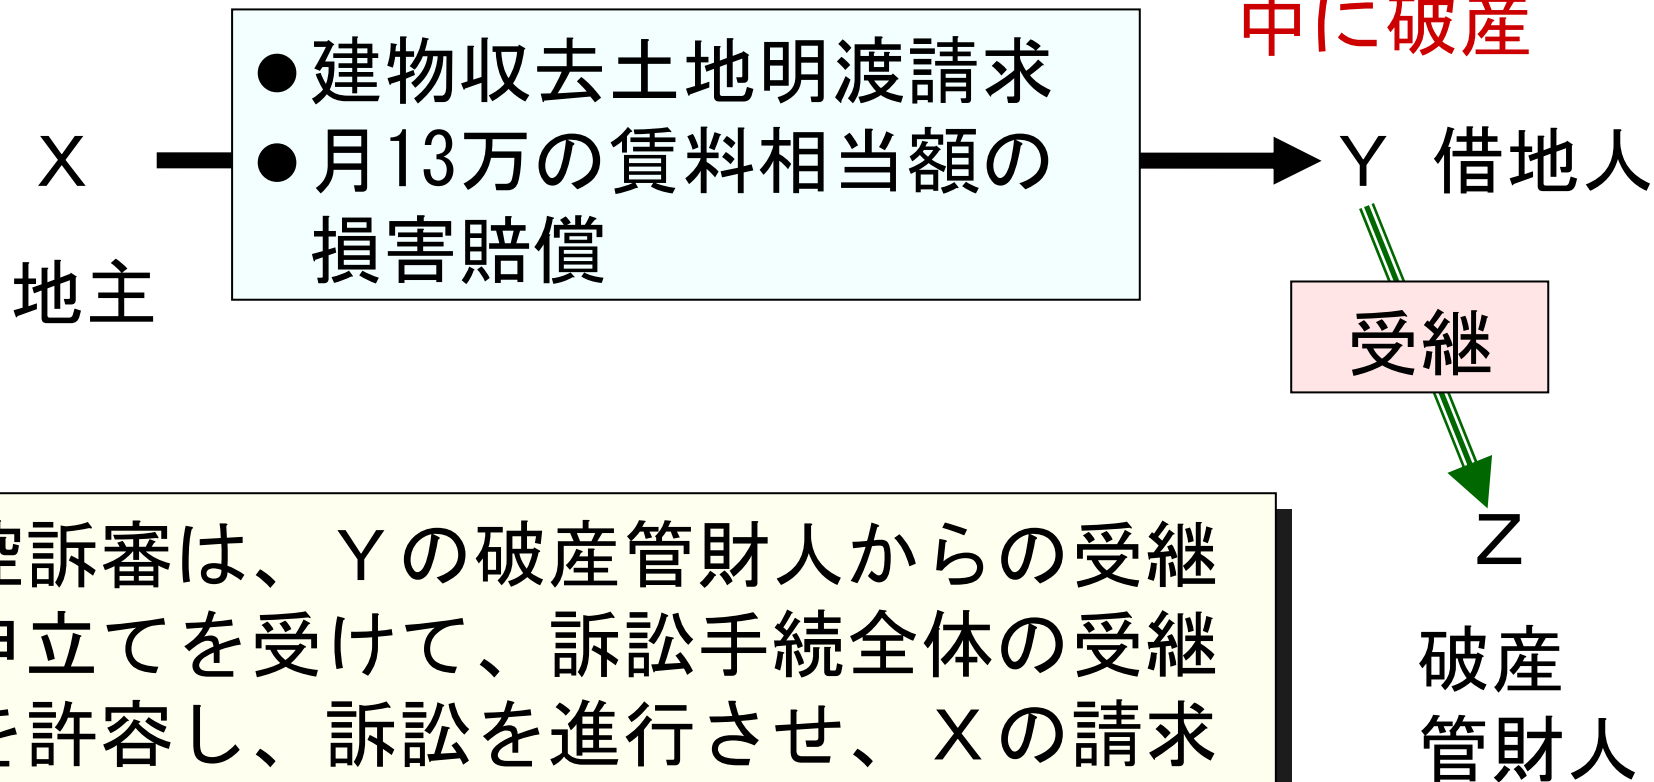 中に破産
●建物収去土地明渡請求
●月13万の賃料相当額の
損害賠償
Ｘ
地主
Ｙ 借地人
受継
Ｚ
破産
管財人
控訴審は、Ｙの破産管財人からの受継
申立てを受けて、訴訟手続全体の受継
を許容し、訴訟を進行させ、Ｘの請求